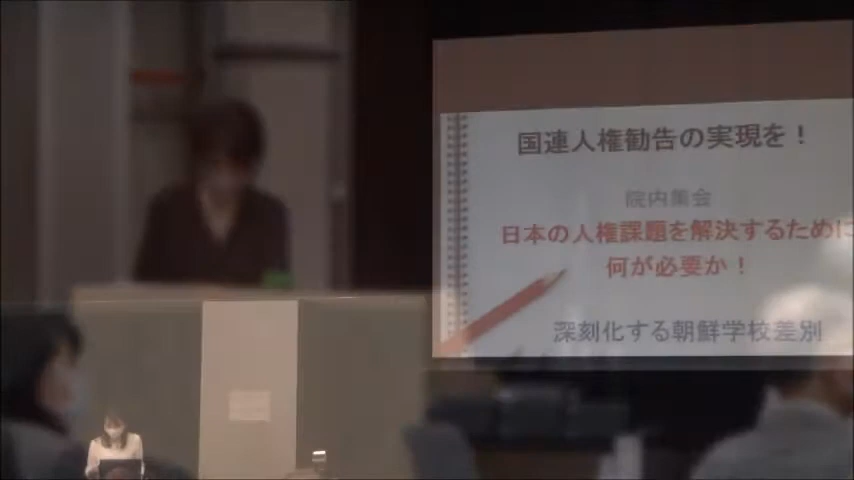 国連人権勧告の実現を！
院内集会
日本の人権課題を解決するために
何が必要か！
深刻化する朝鮮学校差別